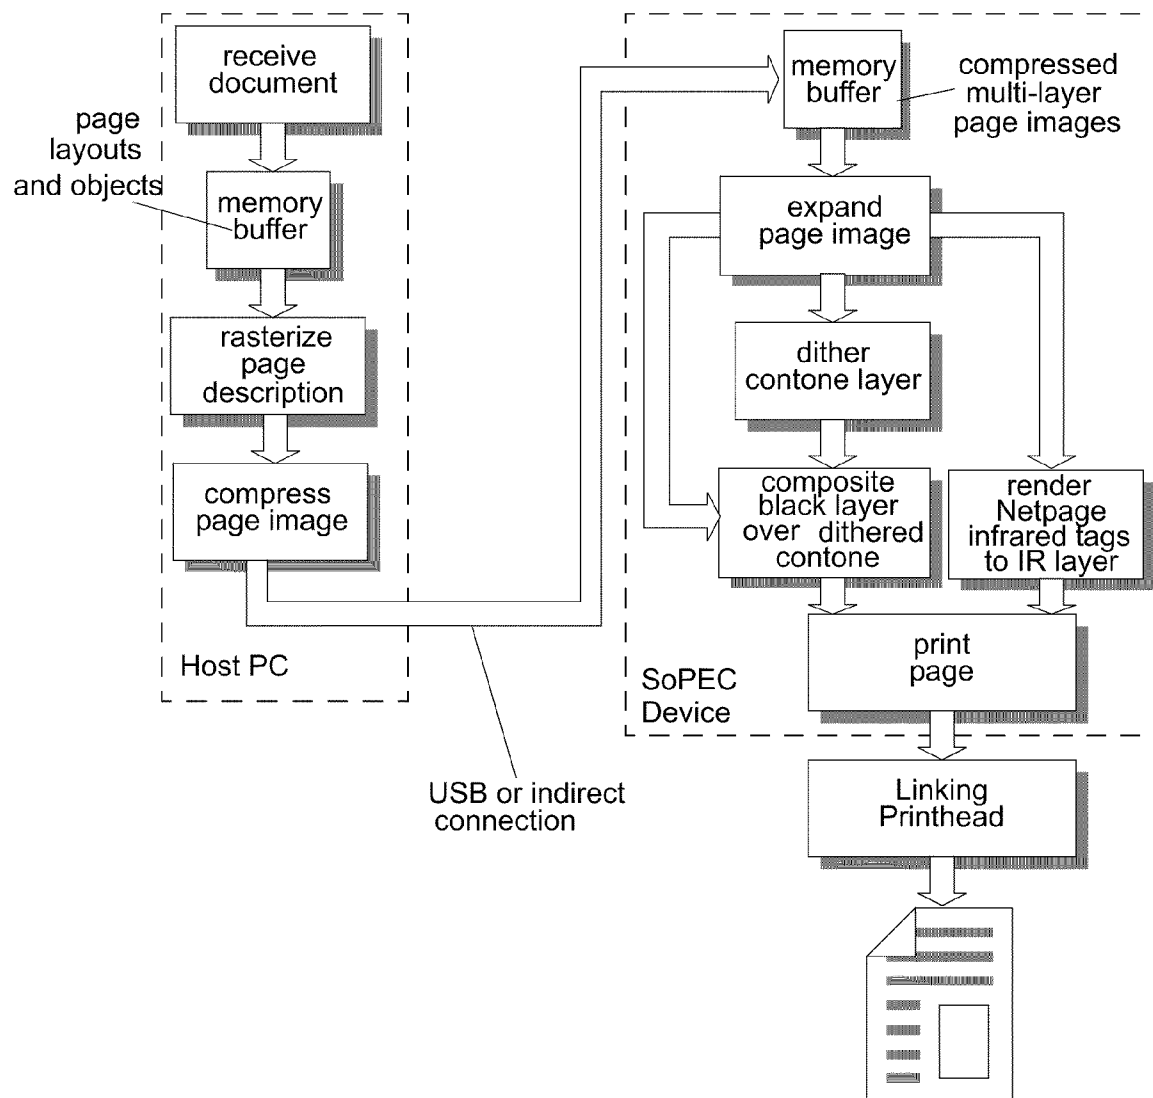 receive
document
page
layouts
and objects
memory
buffer
rasterize
page
description
compress
page image
Host PC
USB or indirect
connection
memory
buffer
compressed
multi-layer
page images
expand
page image
dither
contone layer
composite
black layer
over dithered
contone
render
Netpage
infrared tags
to IR layer
print
page
SoPEC
Device
Linking
Printhead